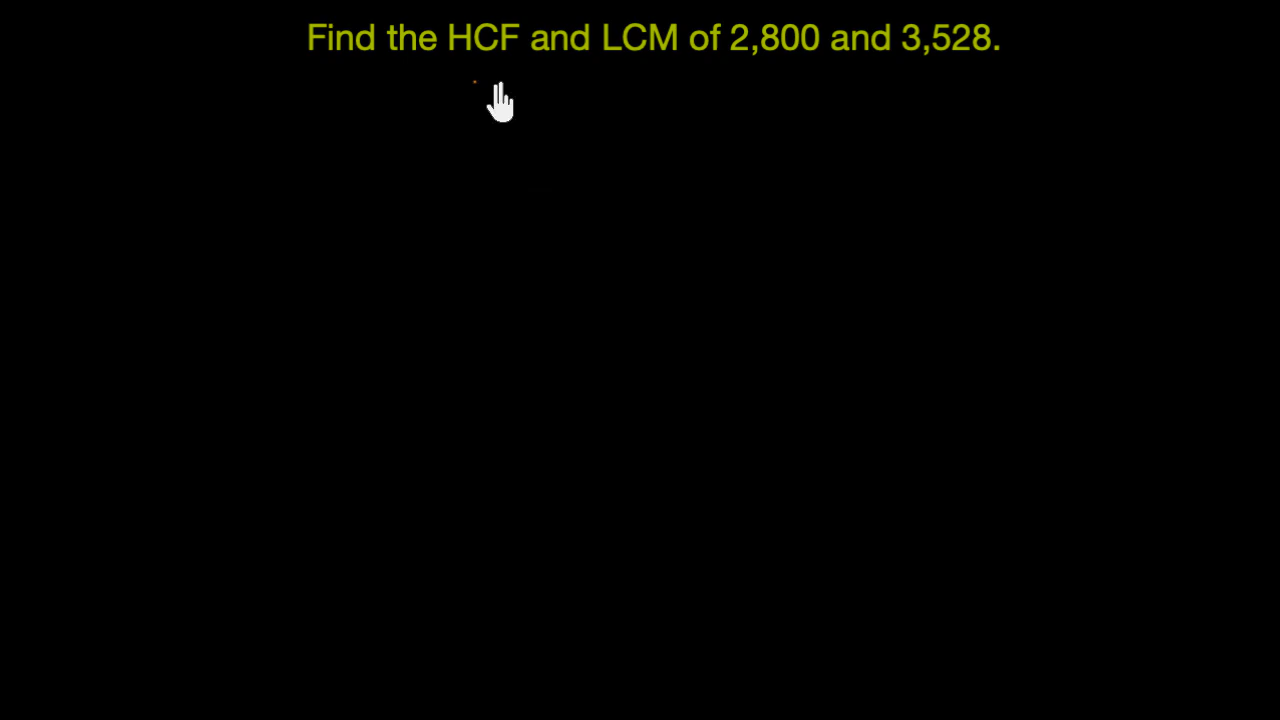 Find the HCF and LCM of 2,800 and 3,528.